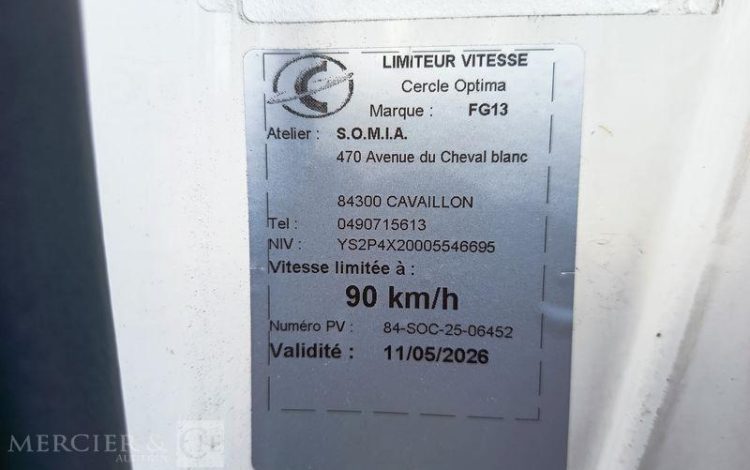 LIMITEUR VITESSE
Cercle Optima
Marque : FG13
Atelier : S.O.M.I.A.
470 Avenue du Cheval blanc
84300 CAVAILLON
Tel : 0490715613
NIV : YS2P4X20005546695
Vitesse limitée à :
90 km/h
Numéro PV : 84-SOC-25-06452
Validité : 11/05/2026
MERCIER &